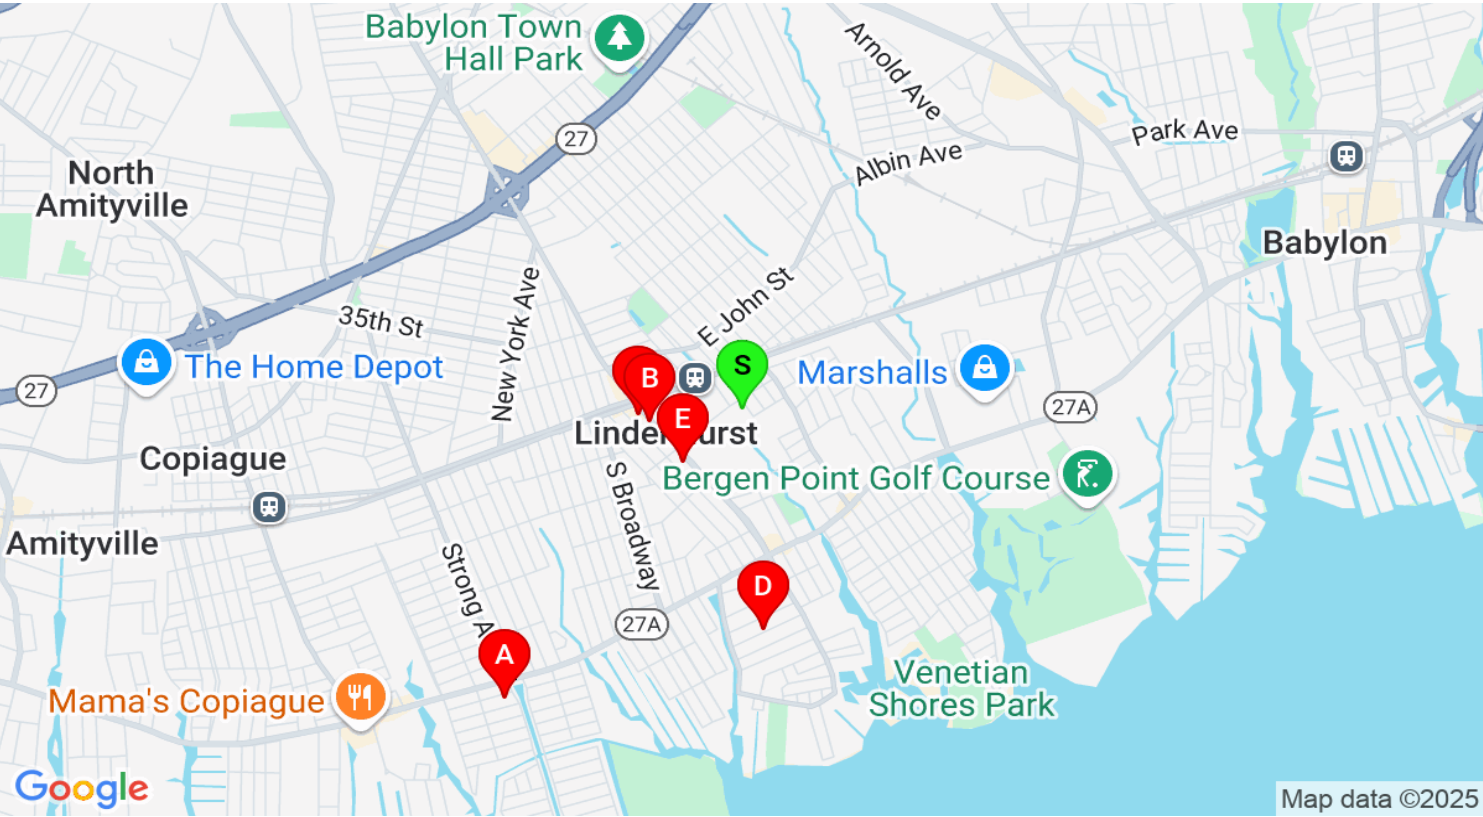 Babylon Town
Hall Park
Arnold Ave
27
Park Ave
Albin Ave
North
Amityville
Babylon
E John St
New York Ave
35th St
The Home Depot
S
Marshalls
B
27
27A
E
Copiague
S Broadway
Bergen Point Golf Course
Amityville
Strong A
D
27A
A
Venetian
Shores Park
Mama's Copiague
Google
Map data ©2025